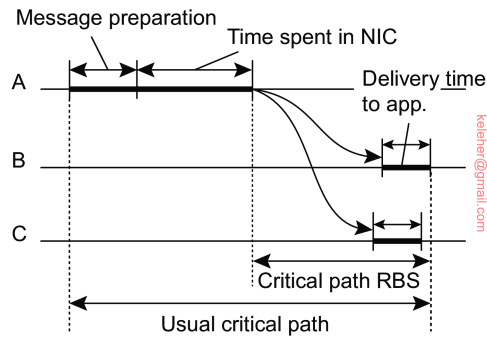 Message preparation
Time spent in NIC
A
Delivery time
to app.
B
C
Critical path RBS
Usual critical path
keleher@gmail.com